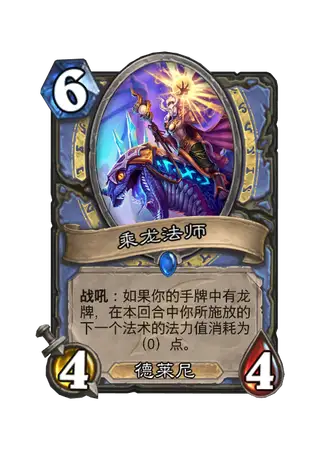 6
乘龙法师
战吼：如果你的手牌中有龙
牌，在本回合中你所施放的
下一个法术的法力值消耗为
（0）点。
4
德莱尼
4